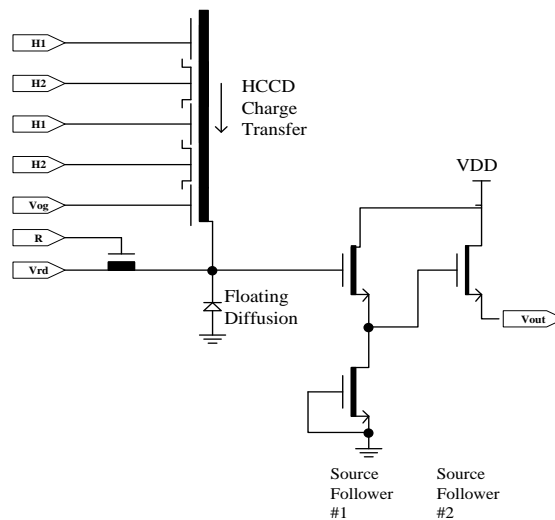 H1
H2
H1
H2
Vog
R
Vrd
HCCD
Charge
Transfer
VDD
Floating
Diffusion
Vout
Source
Follower
#1
Source
Follower
#2